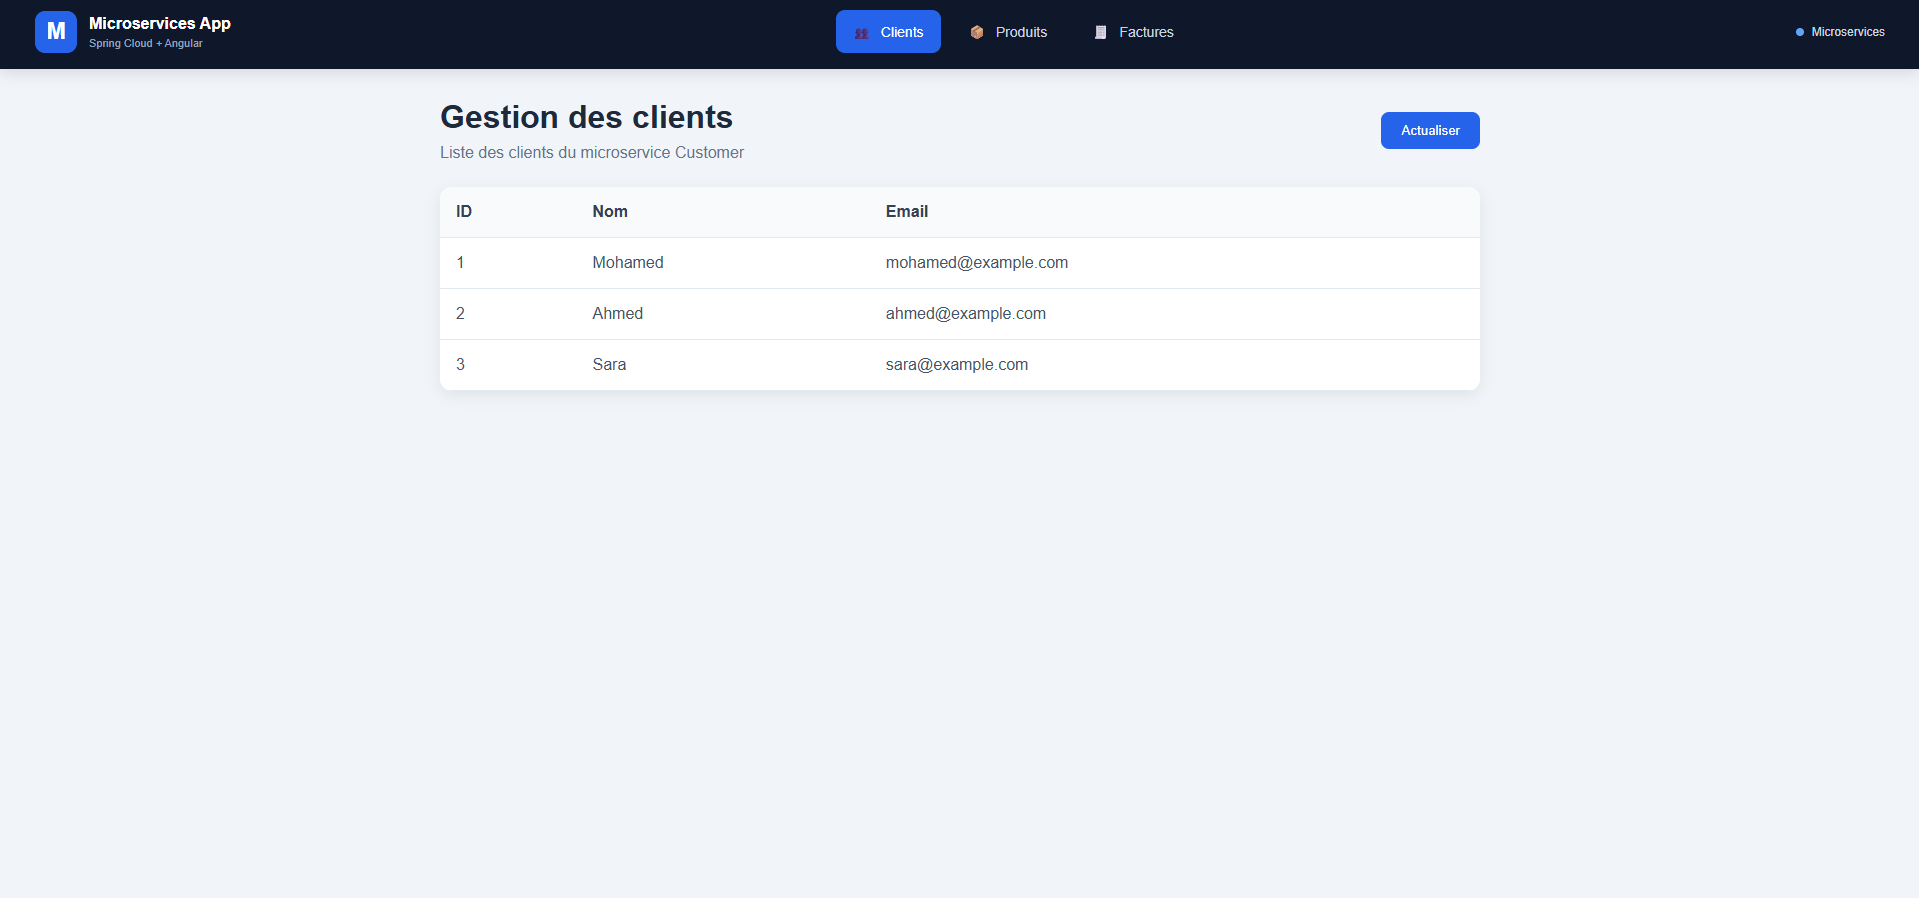 M
Microservices App
Spring Cloud + Angular
Clients
Produits
Factures
Microservices
Gestion des clients
Liste des clients du microservice Customer
Actualiser
ID Nom Email
1 Mohamed mohamed@example.com
2 Ahmed ahmed@example.com
3 Sara sara@example.com